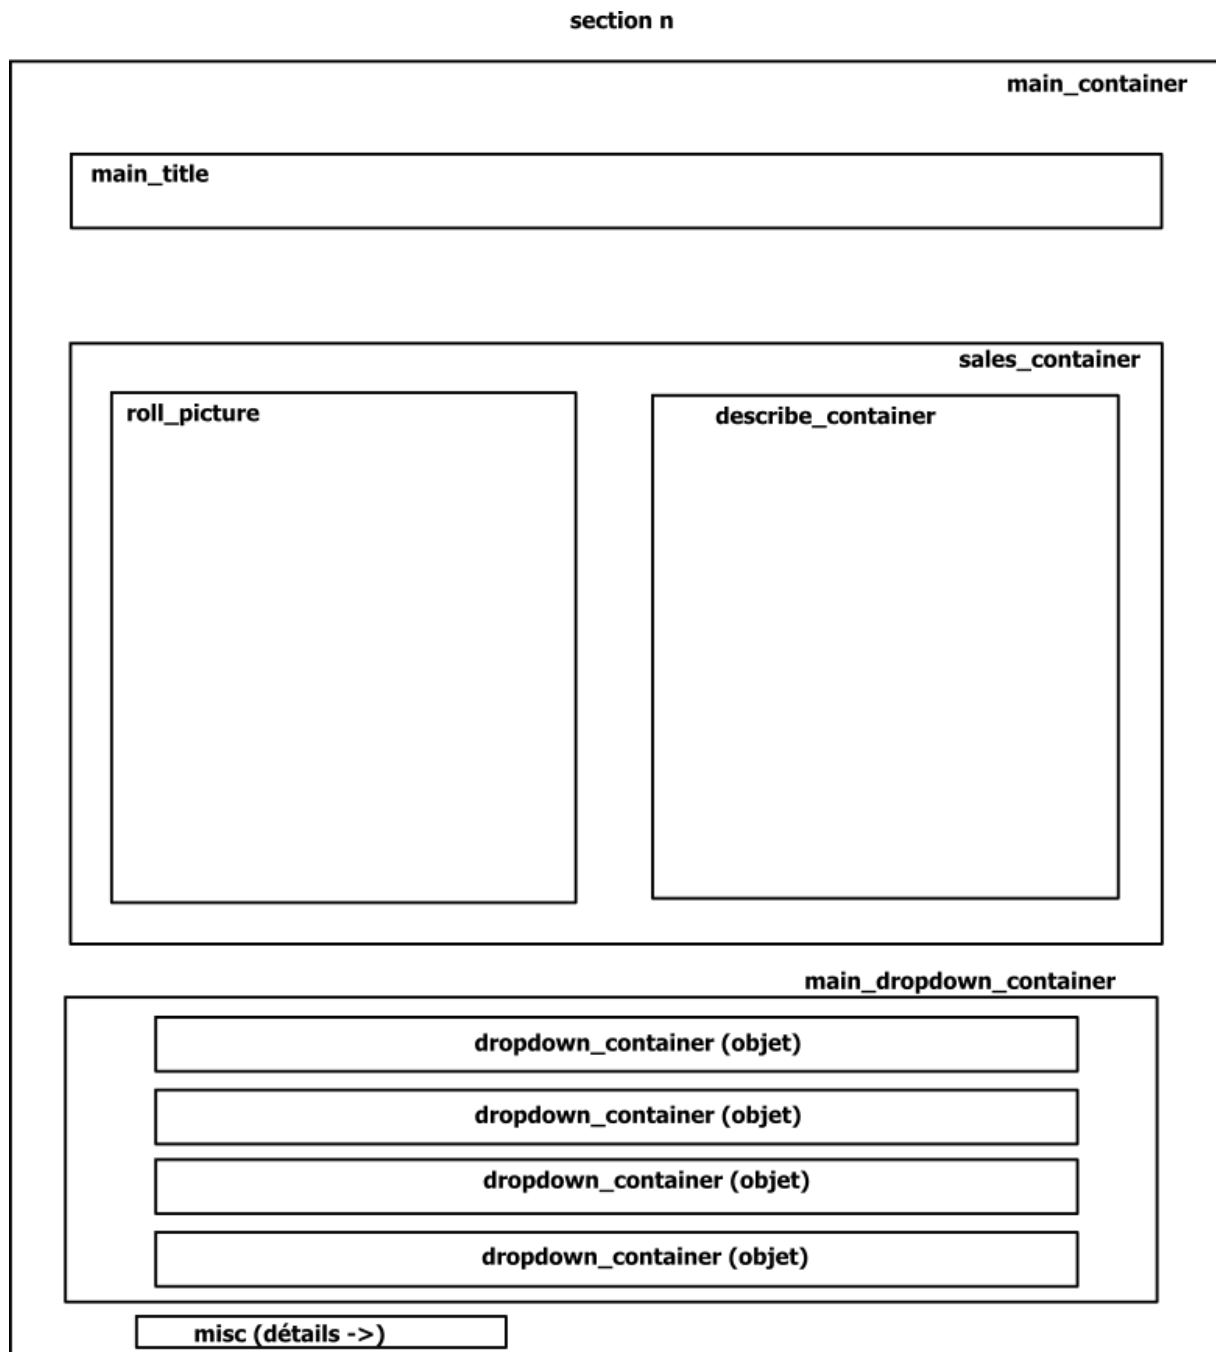 section n
main_container
main_title
sales_container
roll_picture
describe_container
main_dropdown_container
dropdown_container (objet)
dropdown_container (objet)
dropdown_container (objet)
dropdown_container (objet)
misc (détails ->)